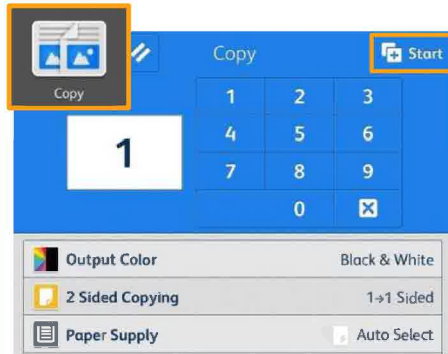 Copy
Copy
Start
1
1 2 3
4 5 6
7 8 9
0
Output Color Black & White
2 Sided Copying 1→1 Sided
Paper Supply Auto Select